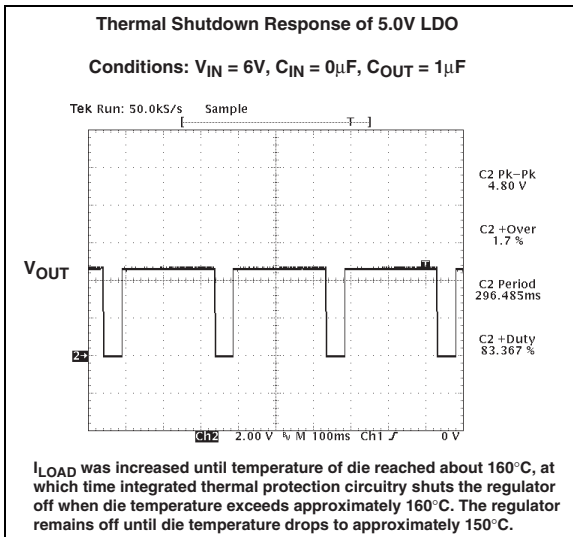 Thermal Shutdown Response of 5.0V LDO
Conditions: VIN = 6V, CIN = 0µF, COUT = 1µF
Tek Run: 50.0kS/s Sample
T
C2 Pk–Pk
4.80 V
C2 +Over
1.7 %
T
VOUT
C2 Period
296.485ms
C2 +Duty
83.367 %
2→
Ch2 2.00 V M 100ms Ch1 0 V
ILOAD was increased until temperature of die reached about 160°C, at
which time integrated thermal protection circuitry shuts the regulator
off when die temperature exceeds approximately 160°C. The regulator
remains off until die temperature drops to approximately 150°C.